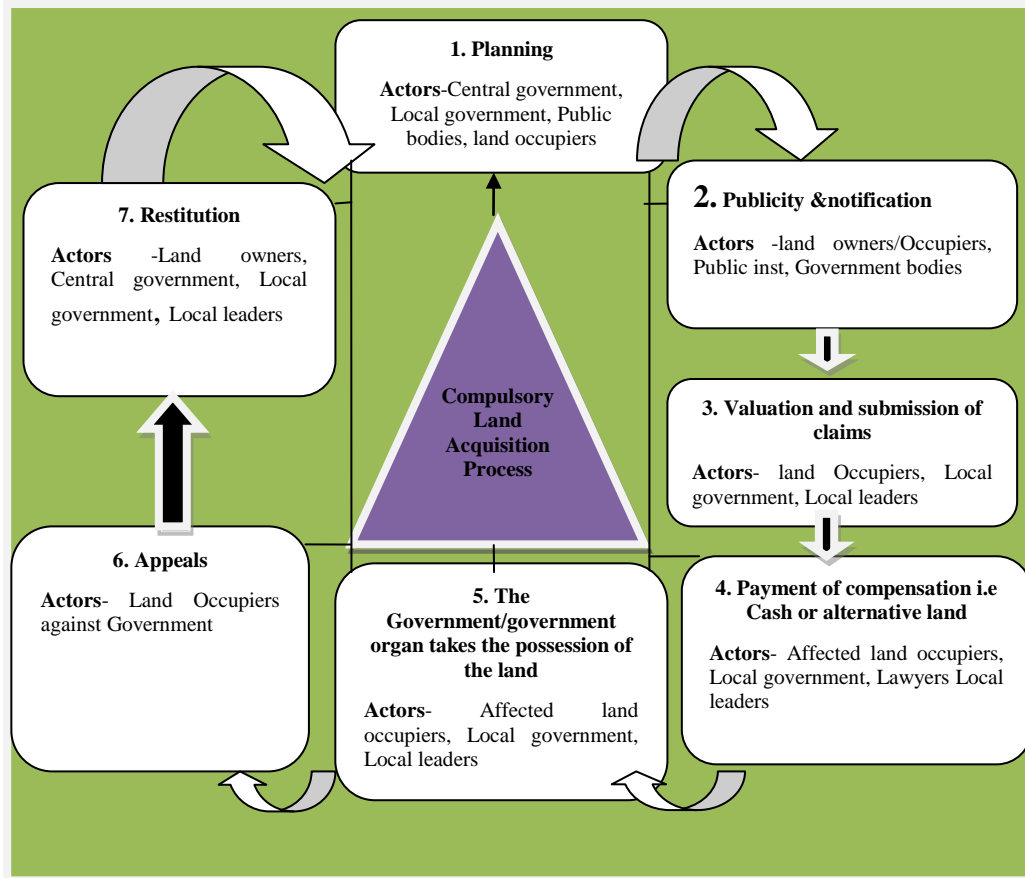 1. Planning
Actors-Central government,
Local government, Public
bodies, land occupiers
2. Publicity &notification
Actors -land owners/Occupiers,
Public inst, Government bodies
3. Valuation and submission of
claims
Actors- land Occupiers, Local
government, Local leaders
4. Payment of compensation i.e
Cash or alternative land
Actors- Affected land occupiers,
Local government, Lawyers Local
leaders
5. The
Government/government
organ takes the possession of
the land
Actors- Affected land
occupiers, Local government,
Local leaders
6. Appeals
Actors- Land Occupiers
against Government
7. Restitution
Actors -Land owners,
Central government, Local
government, Local leaders
Compulsory
Land
Acquisition
Process